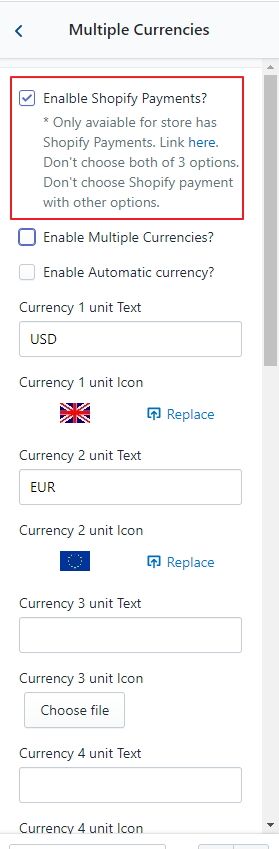 Multiple Currencies
Enalble Shopify Payments?
* Only avaiable for store has
Shopify Payments. Link here.
Don't choose both of 3 options.
Don't choose Shopify payment
with other options.
Enable Multiple Currencies?
Enable Automatic currency?
Currency 1 unit Text
USD
Currency 1 unit Icon
Replace
Currency 2 unit Text
EUR
Currency 2 unit Icon
Replace
Currency 3 unit Text
Currency 3 unit Icon
Choose file
Currency 4 unit Text
Currency 4 unit Icon